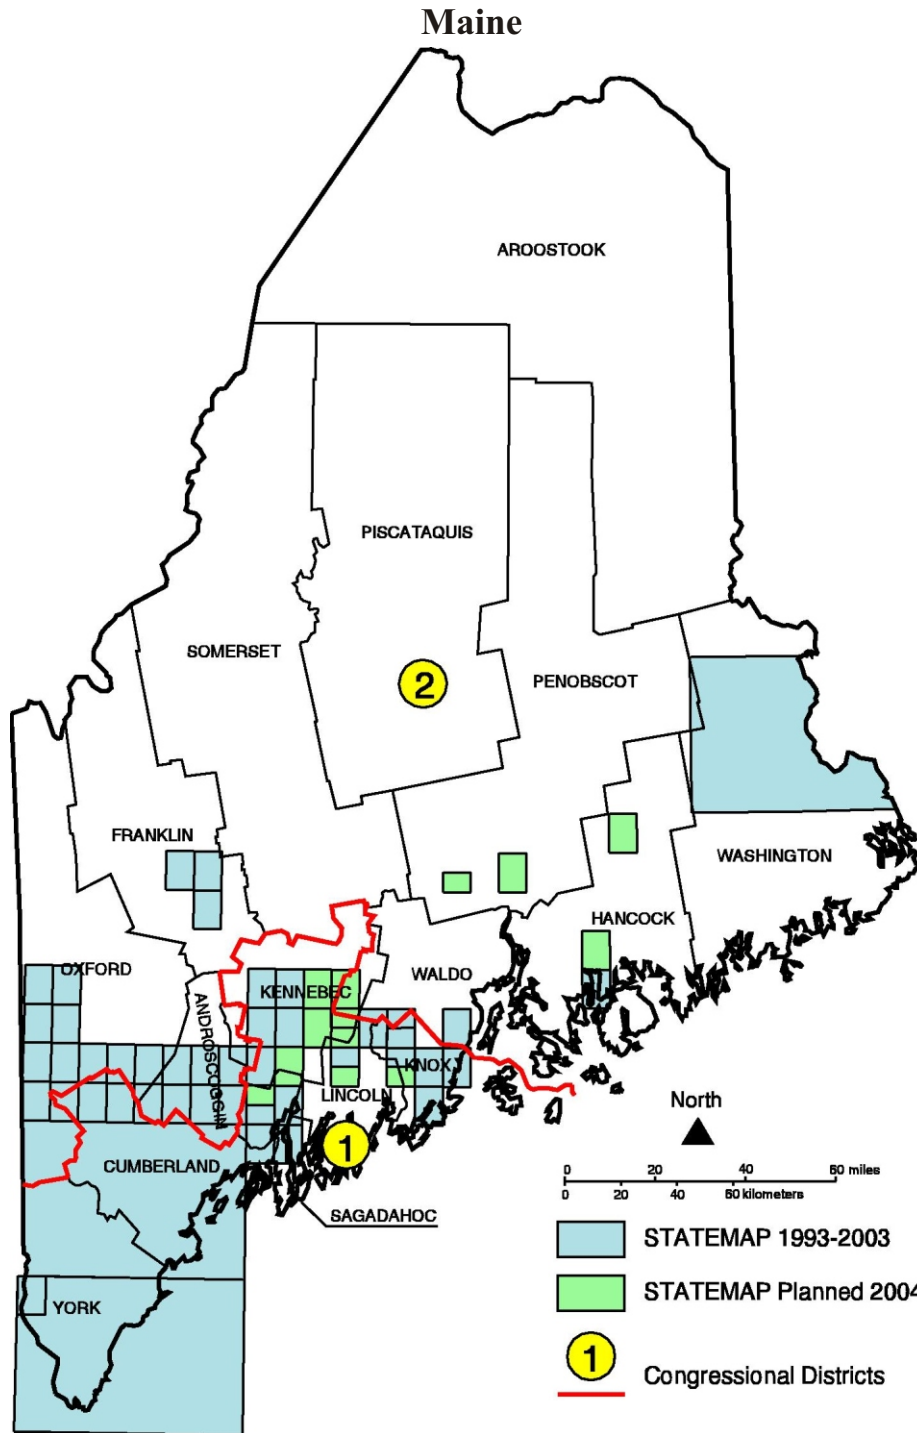 Maine
AROOSTOOK
PISCATAQUIS
SOMERSET
2
PENOBSCOT
FRANKLIN
WASHINGTON
HANCOCK
OXFORD
WALDO
KENNEBEC
ANDROSCOGGIN
KNOX
LINCOLN
North
1
CUMBERLAND
0 20 40 60 miles
0 20 40 60 kilometers
SAGADAHOC
STATEMAP 1993-2003
STATEMAP Planned 2004
YORK
1
Congressional Districts